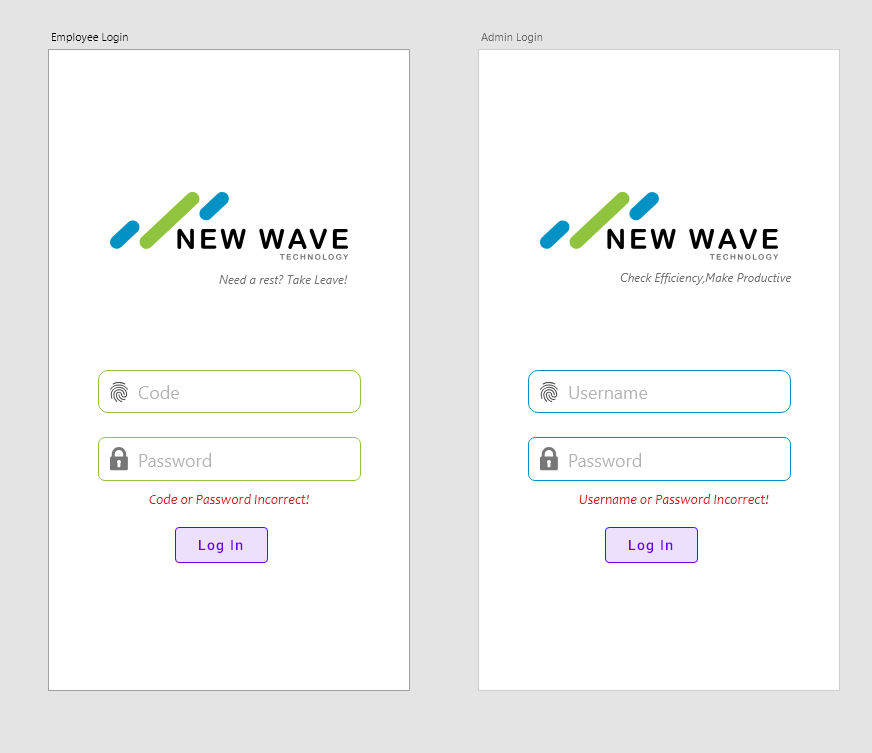 Employee Login
NEW WAVE
TECHNOLOGY
Need a rest? Take Leave!
Code
Password
Code or Password Incorrect!
Log In
Admin Login
NEW WAVE
TECHNOLOGY
Check Efficiency,Make Productive
Username
Password
Username or Password Incorrect!
Log In